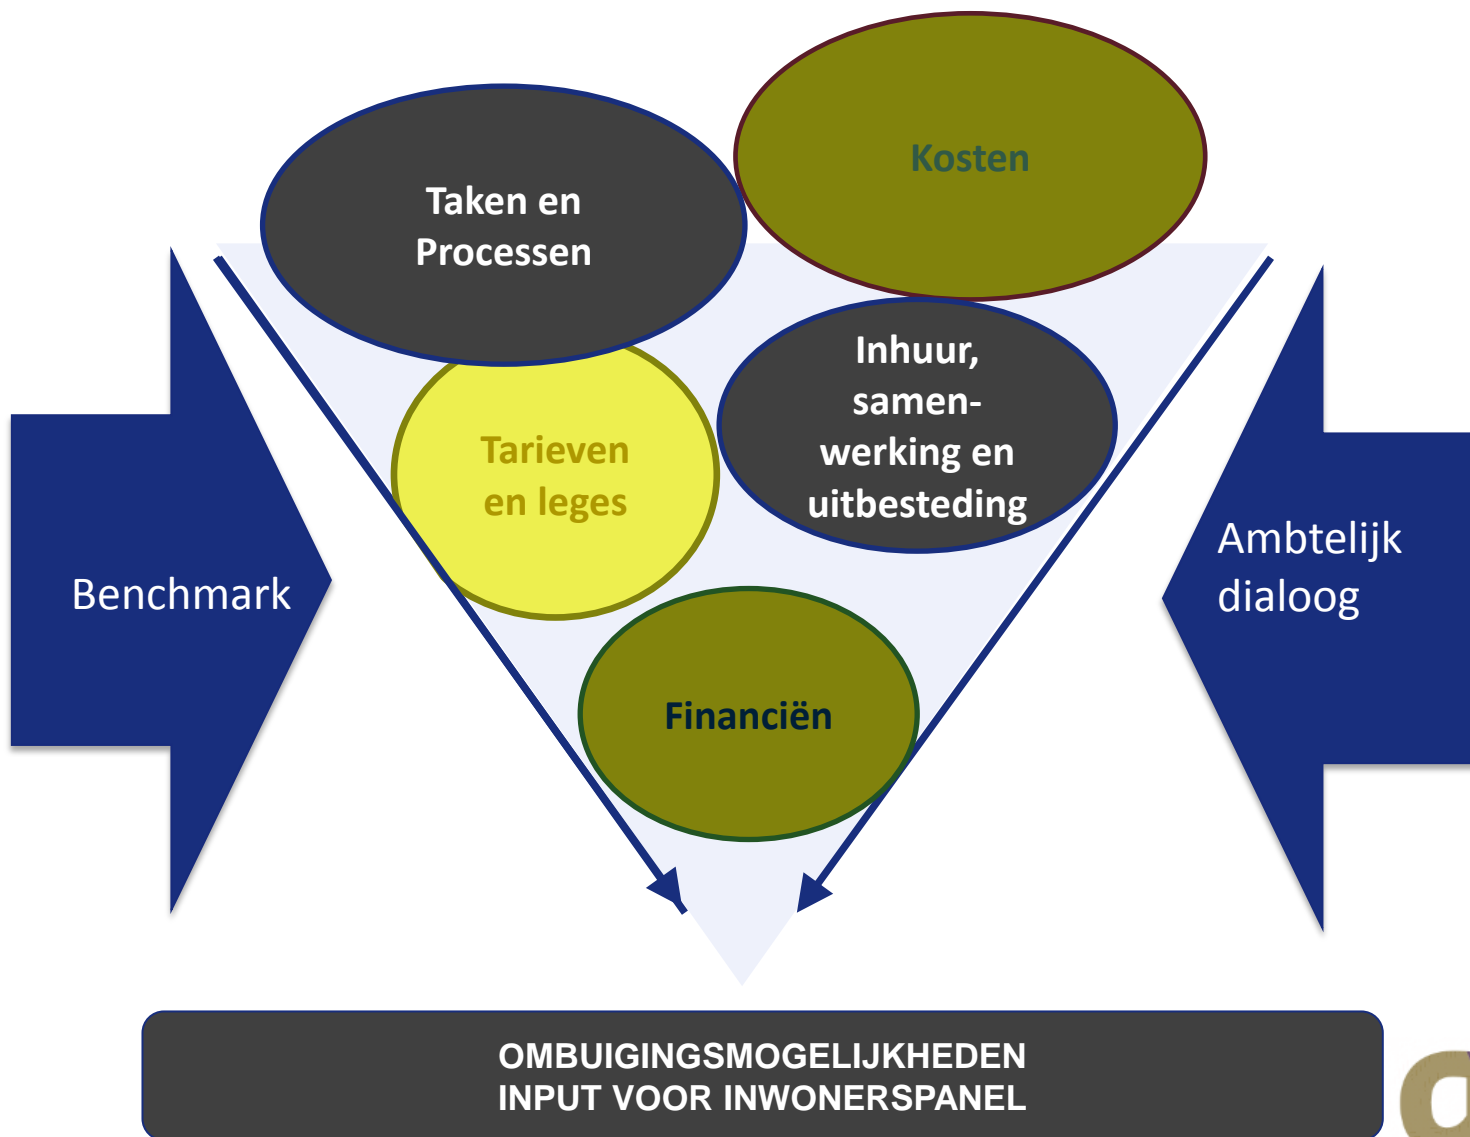 Kosten
Taken en
Processen
Inhuur,
samen-
werking en
uitbesteding
Tarieven
en leges
Benchmark
Ambtelijk
dialoog
Financiën
OMBUIGINGSMOGELIJKHEDEN
INPUT VOOR INWONERSPANEL